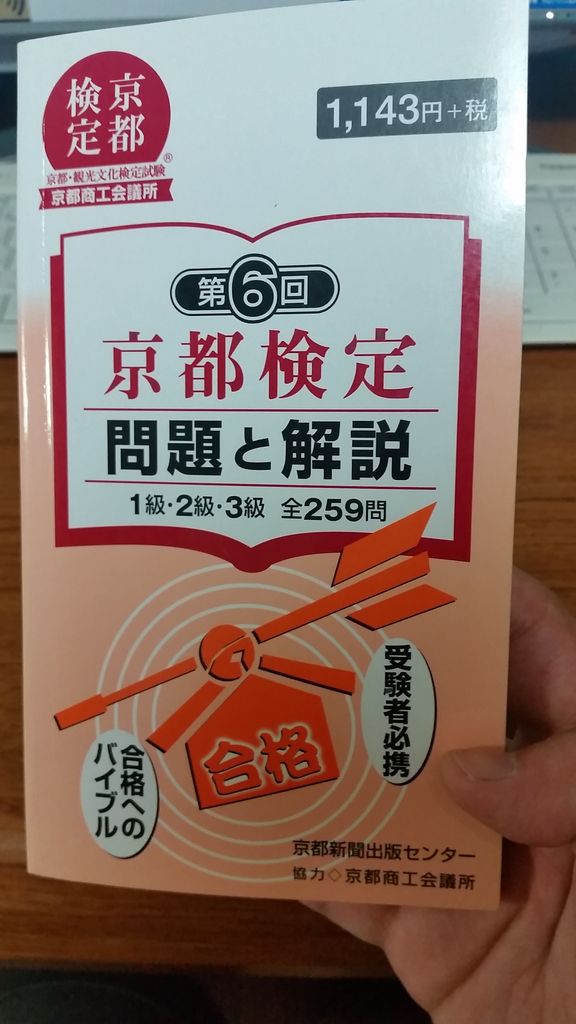 京都
検定
®
京都・観光文化検定試験
京都商工会議所
1,143円+税
第6回
京都検定
問題と解説
1級・2級・3級 全259問
受験者必携
合格
合格への
バイブル
京都新聞出版センター
協力◇京都商工会議所